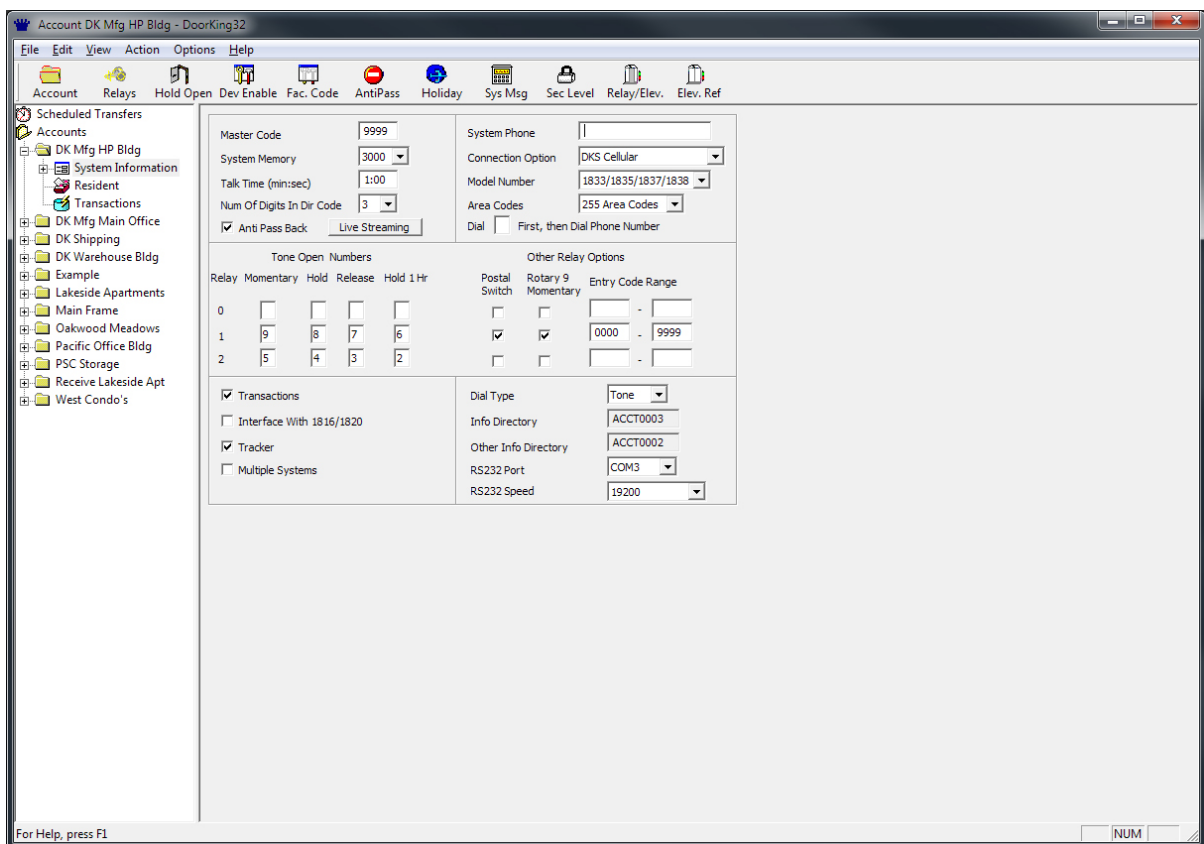 Account DK Mfg HP Bldg - DoorKing32
File Edit View Action Options Help
Account Relays Hold Open Dev Enable Fac. Code AntiPass Holiday Sys Msg Sec Level Relay/Elev. Elev. Ref
Scheduled Transfers
Accounts
DK Mfg HP Bldg
System Information
Resident
Transactions
DK Mfg Main Office
DK Shipping
DK Warehouse Bldg
Example
Lakeside Apartments
Main Frame
Oakwood Meadows
Pacific Office Bldg
PSC Storage
Receive Lakeside Apt
West Condo's
Master Code 9999
System Memory 3000
Talk Time (min:sec) 1:00
Num Of Digits In Dir Code 3
Anti Pass Back Live Streaming
System Phone
Connection Option DKS Cellular
Model Number 1833/1835/1837/1838
Area Codes 255 Area Codes
Dial First, then Dial Phone Number
Tone Open Numbers
Relay Momentary Hold Release Hold 1 Hr
0
1 9 8 7 6
2 5 4 3 2
Other Relay Options
Postal Switch Rotary 9 Momentary Entry Code Range
-
0000 - 9999
-
Transactions
Interface With 1816/1820
Tracker
Multiple Systems
Dial Type Tone
Info Directory ACCT0003
Other Info Directory ACCT0002
RS232 Port COM3
RS232 Speed 19200
For Help, press F1
NUM